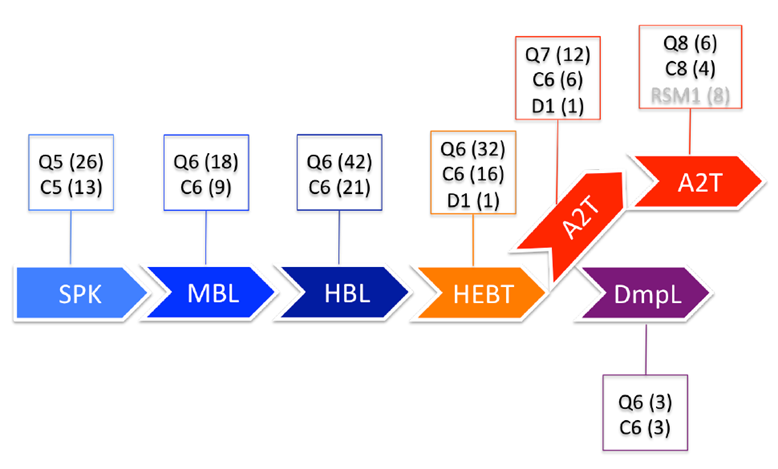 Q7 (12)
C6 (6)
D1 (1)
Q8 (6)
C8 (4)
RSM1 (8)
Q5 (26)
C5 (13)
Q6 (18)
C6 (9)
Q6 (42)
C6 (21)
Q6 (32)
C6 (16)
D1 (1)
A2T
A2T
SPK
MBL
HBL
HEBT
DmpL
Q6 (3)
C6 (3)